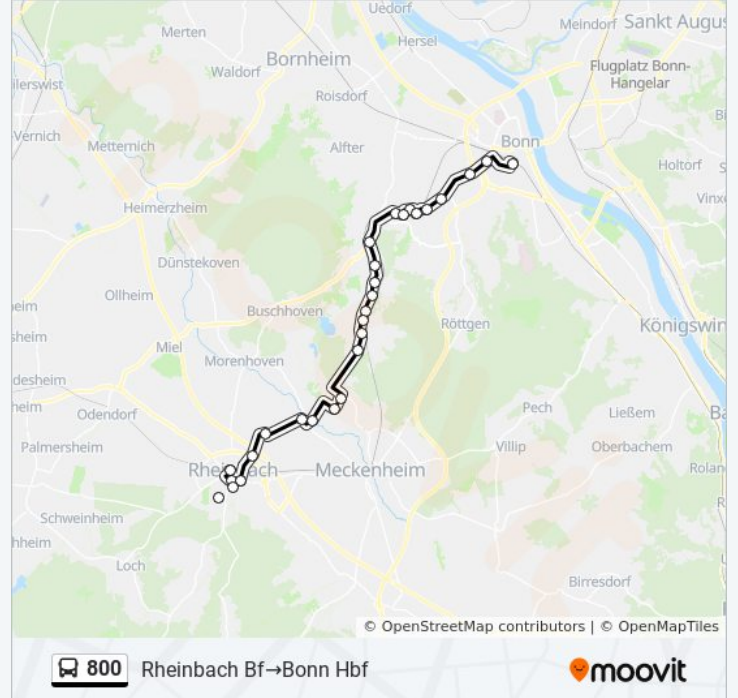 Uedorf
Merten
Hersel
Meindorf
Sankt Augus
Bornheim
Flugplatz Bonn-
Hangelar
Waldorf
Roisdorf
ilerswist
Vernich
Metternich
Alfter
Bonn
Holtorf
Vinx
Heimerzheim
Dünstekoven
Ollheim
Buschhoven
Röttgen
Königswin
heim
sheim
Miel
Morenhoven
desheim
heim
Odendorf
Pech
Ließem
Ba
Palmersheim
Villip
Oberbachem
Rheinbach
Meckenheim
Rolan
Schweinheim
hheim
Loch
Birresdorf
© OpenStreetMap contributors | © OpenMapTiles
800 Rheinbach Bf→Bonn Hbf
moovit